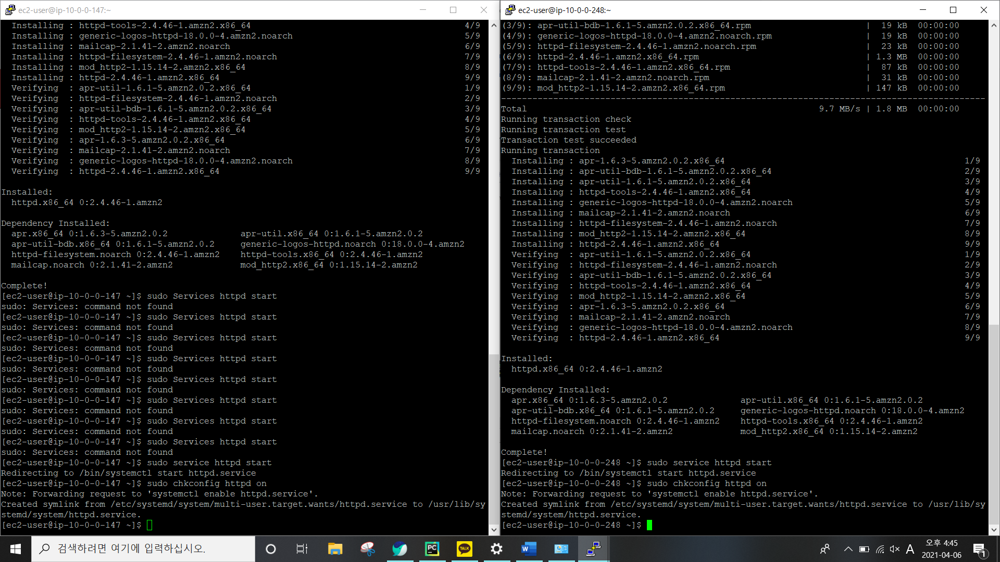 ec2-user@ip-10-0-0-147:~
Installing : httpd-tools-2.4.46-1.amzn2.x86_64 4/9
Installing : generic-logos-httpd-18.0.0-4.amzn2.noarch 5/9
Installing : mailcap-2.1.41-2.amzn2.noarch 6/9
Installing : httpd-filesystem-2.4.46-1.amzn2.noarch 7/9
Installing : mod_http2-1.15.14-2.amzn2.x86_64 8/9
Installing : httpd-2.4.46-1.amzn2.x86_64 9/9
Verifying : apr-util-1.6.1-5.amzn2.0.2.x86_64 1/9
Verifying : httpd-filesystem-2.4.46-1.amzn2.noarch 2/9
Verifying : apr-util-bdb-1.6.1-5.amzn2.0.2.x86_64 3/9
Verifying : httpd-tools-2.4.46-1.amzn2.x86_64 4/9
Verifying : mod_http2-1.15.14-2.amzn2.x86_64 5/9
Verifying : apr-1.6.3-5.amzn2.0.2.x86_64 6/9
Verifying : mailcap-2.1.41-2.amzn2.noarch 7/9
Verifying : generic-logos-httpd-18.0.0-4.amzn2.noarch 8/9
Verifying : httpd-2.4.46-1.amzn2.x86_64 9/9
Installed:
httpd.x86_64 0:2.4.46-1.amzn2
Dependency Installed:
apr.x86_64 0:1.6.3-5.amzn2.0.2 apr-util.x86_64 0:1.6.1-5.amzn2.0.2
apr-util-bdb.x86_64 0:1.6.1-5.amzn2.0.2 generic-logos-httpd.noarch 0:18.0.0-4.amzn2
httpd-filesystem.noarch 0:2.4.46-1.amzn2 httpd-tools.x86_64 0:2.4.46-1.amzn2
mailcap.noarch 0:2.1.41-2.amzn2 mod_http2.x86_64 0:1.15.14-2.amzn2
Complete!
[ec2-user@ip-10-0-0-147 ~]$ sudo Services httpd start
sudo: Services: command not found
[ec2-user@ip-10-0-0-147 ~]$ sudo Services httpd start
sudo: Services: command not found
[ec2-user@ip-10-0-0-147 ~]$ sudo Services httpd start
sudo: Services: command not found
[ec2-user@ip-10-0-0-147 ~]$ sudo Services httpd start
sudo: Services: command not found
[ec2-user@ip-10-0-0-147 ~]$ sudo Services httpd start
sudo: Services: command not found
[ec2-user@ip-10-0-0-147 ~]$ sudo Services httpd start
sudo: Services: command not found
[ec2-user@ip-10-0-0-147 ~]$ sudo Services httpd start
sudo: Services: command not found
[ec2-user@ip-10-0-0-147 ~]$ sudo Services httpd start
sudo: Services: command not found
[ec2-user@ip-10-0-0-147 ~]$ sudo service httpd start
Redirecting to /bin/systemctl start httpd.service
[ec2-user@ip-10-0-0-147 ~]$ sudo chkconfig httpd on
Note: Forwarding request to 'systemctl enable httpd.service'.
Created symlink from /etc/systemd/system/multi-user.target.wants/httpd.service to /usr/lib/sy
stemd/system/httpd.service.
[ec2-user@ip-10-0-0-147 ~]$
ec2-user@ip-10-0-0-248:~
(3/9): apr-util-bdb-1.6.1-5.amzn2.0.2.x86_64.rpm | 19 kB 00:00:00
(4/9): generic-logos-httpd-18.0.0-4.amzn2.noarch.rpm | 19 kB 00:00:00
(5/9): httpd-filesystem-2.4.46-1.amzn2.noarch.rpm | 23 kB 00:00:00
(6/9): httpd-2.4.46-1.amzn2.x86_64.rpm | 1.3 MB 00:00:00
(7/9): httpd-tools-2.4.46-1.amzn2.x86_64.rpm | 87 kB 00:00:00
(8/9): mailcap-2.1.41-2.amzn2.noarch.rpm | 31 kB 00:00:00
(9/9): mod_http2-1.15.14-2.amzn2.x86_64.rpm | 147 kB 00:00:00
---------------------------------------------------------------------------------------------
Total 9.7 MB/s | 1.8 MB 00:00:00
Running transaction check
Running transaction test
Transaction test succeeded
Running transaction
Installing : apr-1.6.3-5.amzn2.0.2.x86_64 1/9
Installing : apr-util-bdb-1.6.1-5.amzn2.0.2.x86_64 2/9
Installing : apr-util-1.6.1-5.amzn2.0.2.x86_64 3/9
Installing : httpd-tools-2.4.46-1.amzn2.x86_64 4/9
Installing : generic-logos-httpd-18.0.0-4.amzn2.noarch 5/9
Installing : mailcap-2.1.41-2.amzn2.noarch 6/9
Installing : httpd-filesystem-2.4.46-1.amzn2.noarch 7/9
Installing : mod_http2-1.15.14-2.amzn2.x86_64 8/9
Installing : httpd-2.4.46-1.amzn2.x86_64 9/9
Verifying : apr-util-1.6.1-5.amzn2.0.2.x86_64 1/9
Verifying : httpd-filesystem-2.4.46-1.amzn2.noarch 2/9
Verifying : apr-util-bdb-1.6.1-5.amzn2.0.2.x86_64 3/9
Verifying : httpd-tools-2.4.46-1.amzn2.x86_64 4/9
Verifying : mod_http2-1.15.14-2.amzn2.x86_64 5/9
Verifying : apr-1.6.3-5.amzn2.0.2.x86_64 6/9
Verifying : mailcap-2.1.41-2.amzn2.noarch 7/9
Verifying : generic-logos-httpd-18.0.0-4.amzn2.noarch 8/9
Verifying : httpd-2.4.46-1.amzn2.x86_64 9/9
Installed:
httpd.x86_64 0:2.4.46-1.amzn2
Dependency Installed:
apr.x86_64 0:1.6.3-5.amzn2.0.2 apr-util.x86_64 0:1.6.1-5.amzn2.0.2
apr-util-bdb.x86_64 0:1.6.1-5.amzn2.0.2 generic-logos-httpd.noarch 0:18.0.0-4.amzn2
httpd-filesystem.noarch 0:2.4.46-1.amzn2 httpd-tools.x86_64 0:2.4.46-1.amzn2
mailcap.noarch 0:2.1.41-2.amzn2 mod_http2.x86_64 0:1.15.14-2.amzn2
Complete!
[ec2-user@ip-10-0-0-248 ~]$ sudo service httpd start
Redirecting to /bin/systemctl start httpd.service
[ec2-user@ip-10-0-0-248 ~]$ sudo chkconfig httpd on
Note: Forwarding request to 'systemctl enable httpd.service'.
Created symlink from /etc/systemd/system/multi-user.target.wants/httpd.service to /usr/lib/sy
stemd/system/httpd.service.
[ec2-user@ip-10-0-0-248 ~]$
검색하려면 여기에 입력하십시오.
PC
TALK
W
A
오후 4:45
2021-04-06
1